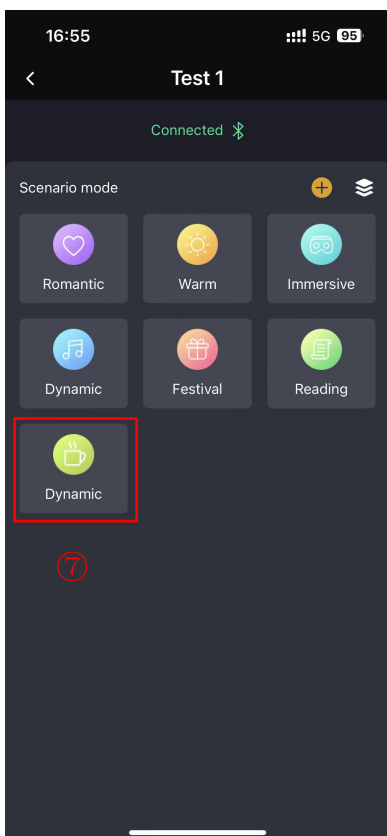 16:55 5G 95
Test 1
Connected
Scenario mode
Romantic Warm Immersive
Dynamic Festival Reading
Dynamic
⑦